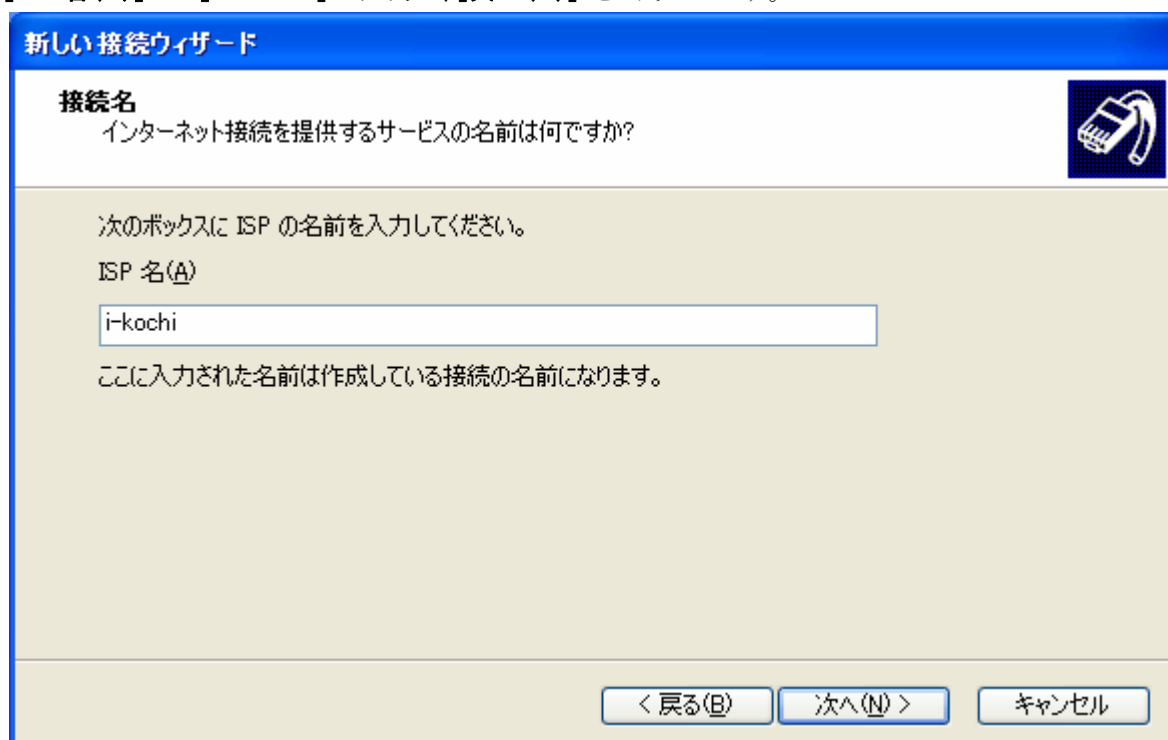 新しい接続ウィザード
接続名
インターネット接続を提供するサービスの名前は何ですか?
次のボックスに ISP の名前を入力してください。
ISP 名(A)
i-kochi
ここに入力された名前は作成している接続の名前になります。
< 戻る(B) 次へ(N) > キャンセル